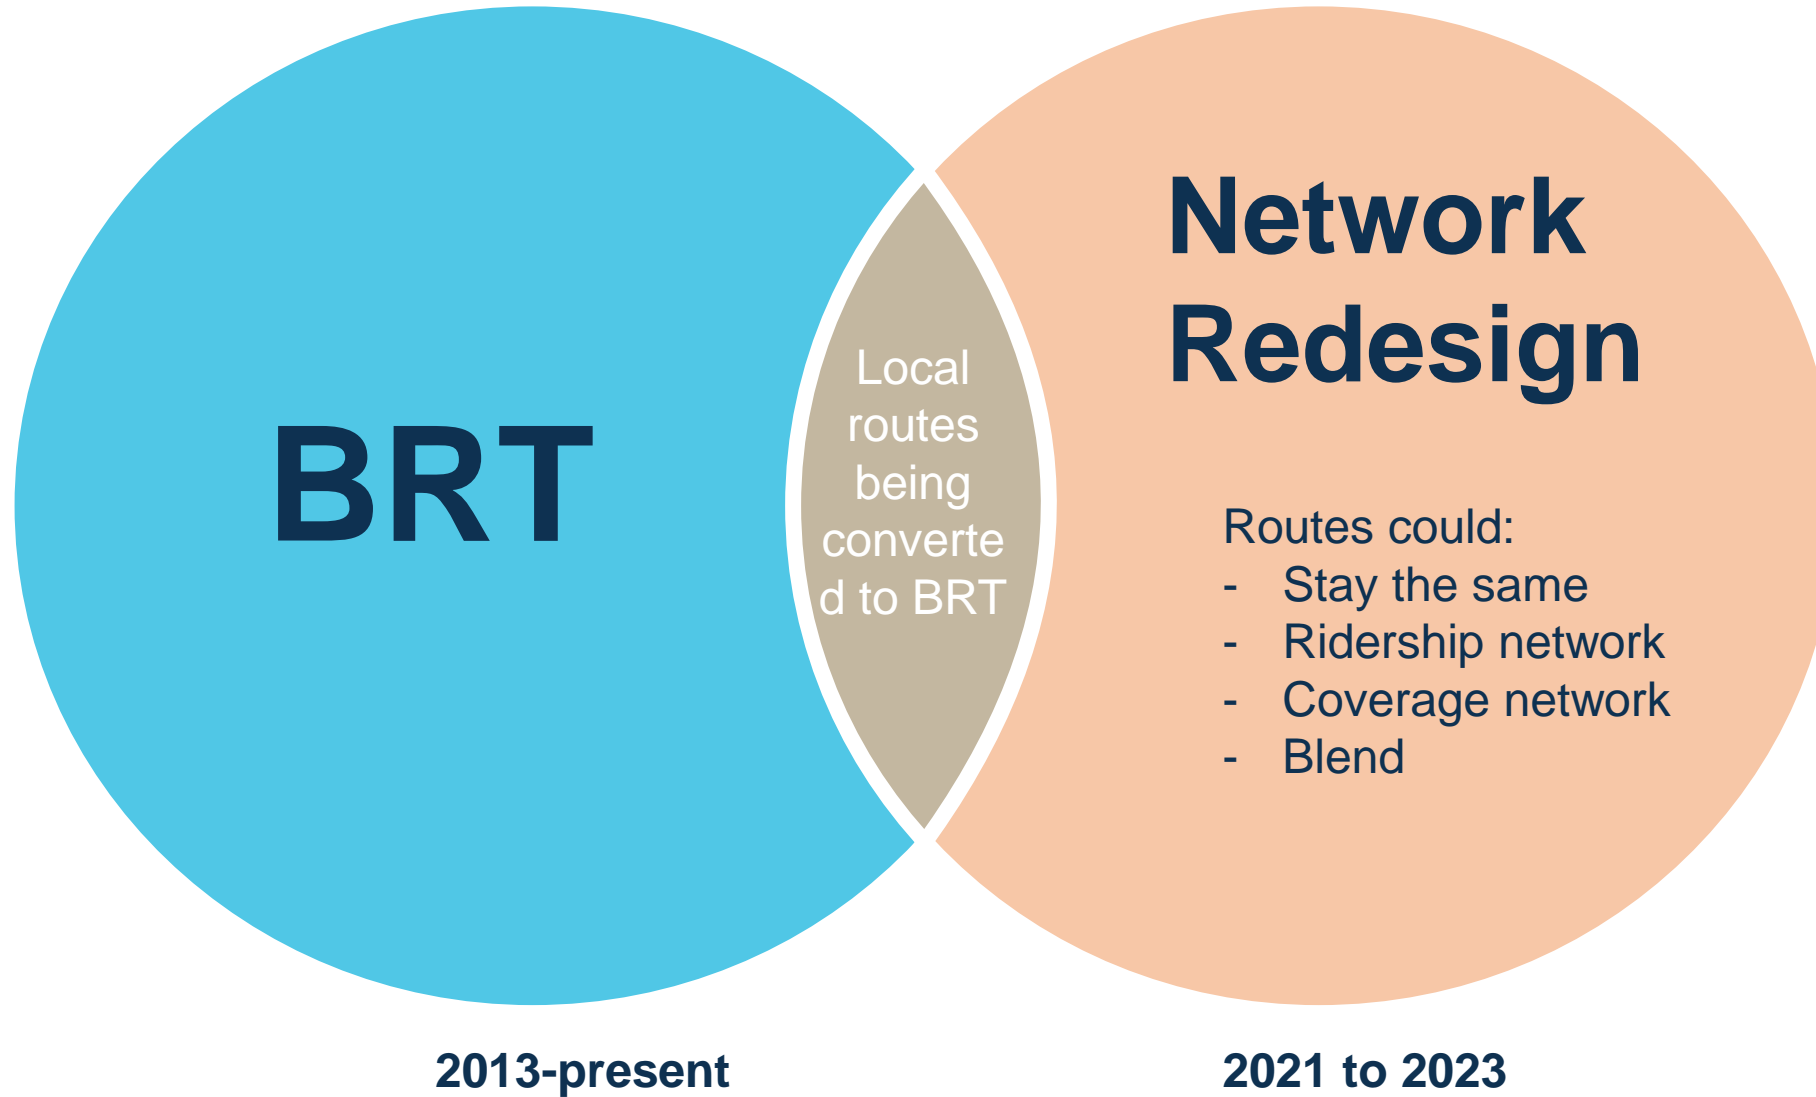 BRT
Local
routes
being
converte
d to BRT
Network
Redesign
Routes could:
- Stay the same
- Ridership network
- Coverage network
- Blend
2013-present
2021 to 2023